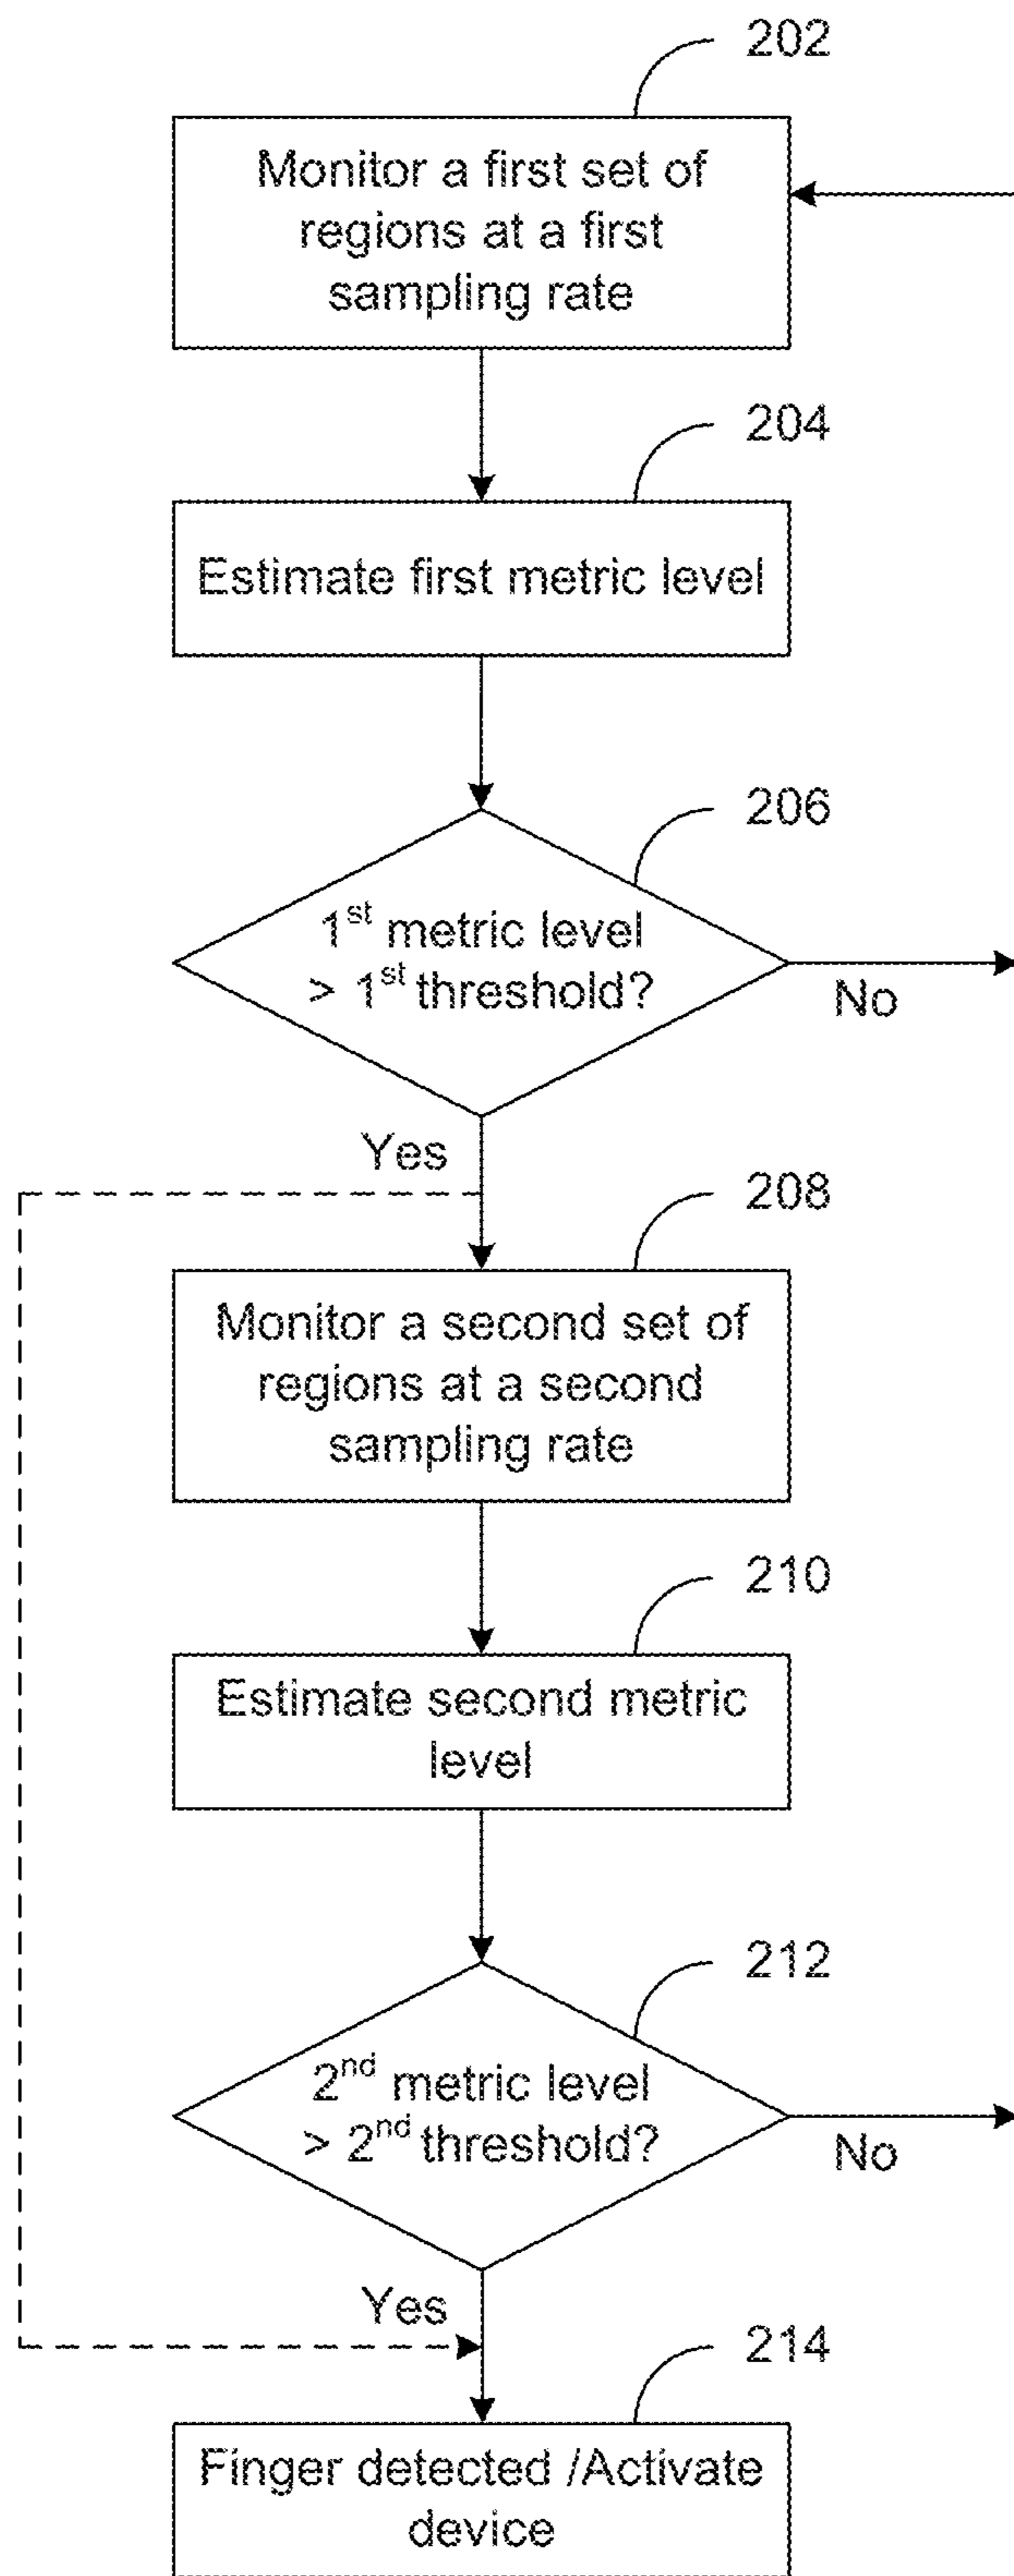 202
Monitor a first set of
regions at a first
sampling rate
204
Estimate first metric level
206
1st metric level
> 1st threshold?
No
Yes
208
Monitor a second set of
regions at a second
sampling rate
210
Estimate second metric
level
212
2nd metric level
> 2nd threshold?
No
Yes
214
Finger detected /Activate
device